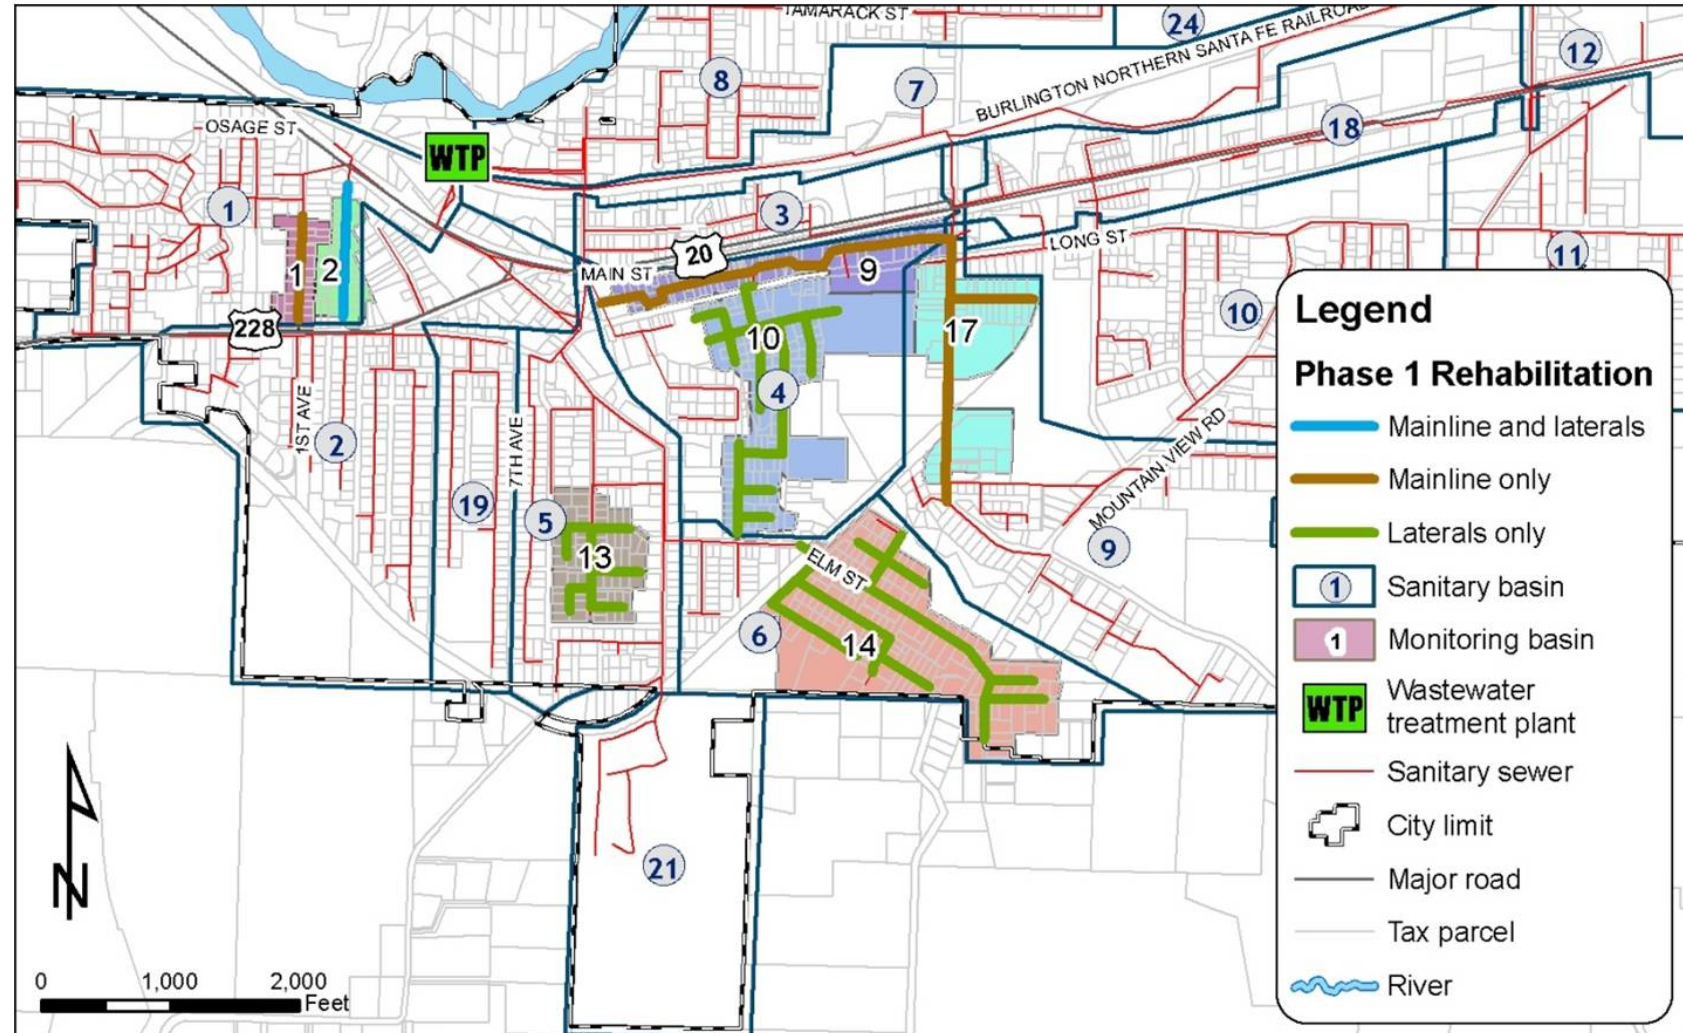 TAMARACK ST
24
BURLINGTON NORTHERN SANTA FE RAILROAD
12
8
7
18
OSAGE ST
WTP
1
3
20
LONG ST
11
MAIN ST
9
1
2
10
228
10
17
4
1ST AVE
7TH AVE
2
19
5
13
MOUNTAIN VIEW RD
9
ELM ST
6
14
21
N
0 1,000 2,000
Feet
Legend
Phase 1 Rehabilitation
Mainline and laterals
Mainline only
Laterals only
1 Sanitary basin
1 Monitoring basin
WTP Wastewater
treatment plant
Sanitary sewer
City limit
Major road
Tax parcel
River